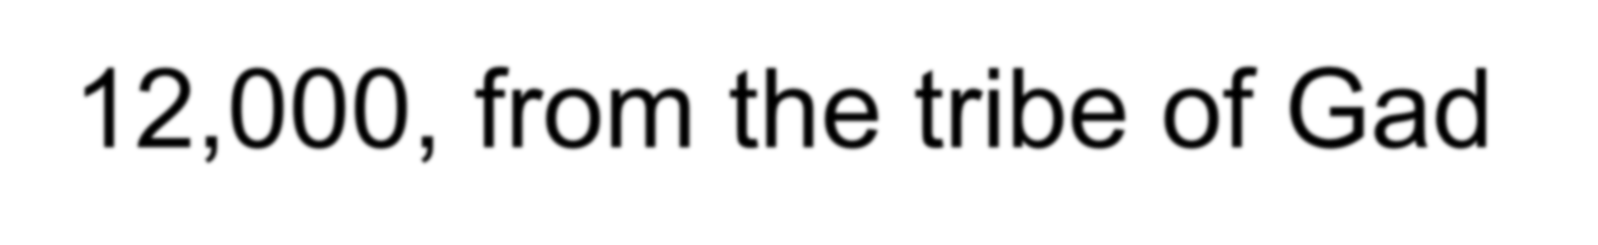 12,000, from the tribe of Gad